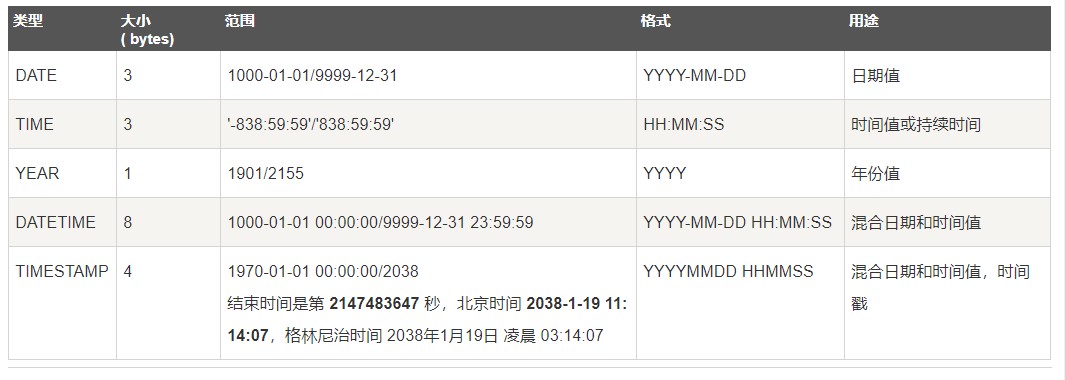 类型 大小 范围 格式 用途
( bytes)
DATE 3 1000-01-01/9999-12-31 YYYY-MM-DD 日期值
TIME 3 '-838:59:59'/'838:59:59' HH:MM:SS 时间值或持续时间
YEAR 1 1901/2155 YYYY 年份值
DATETIME 8 1000-01-01 00:00:00/9999-12-31 23:59:59 YYYY-MM-DD HH:MM:SS 混合日期和时间值
TIMESTAMP 4 1970-01-01 00:00:00/2038 YYYYMMDD HHMMSS 混合日期和时间值，时间
结束时间是第 2147483647 秒，北京时间 2038-1-19 11: 戳
14:07，格林尼治时间 2038年1月19日 凌晨 03:14:07